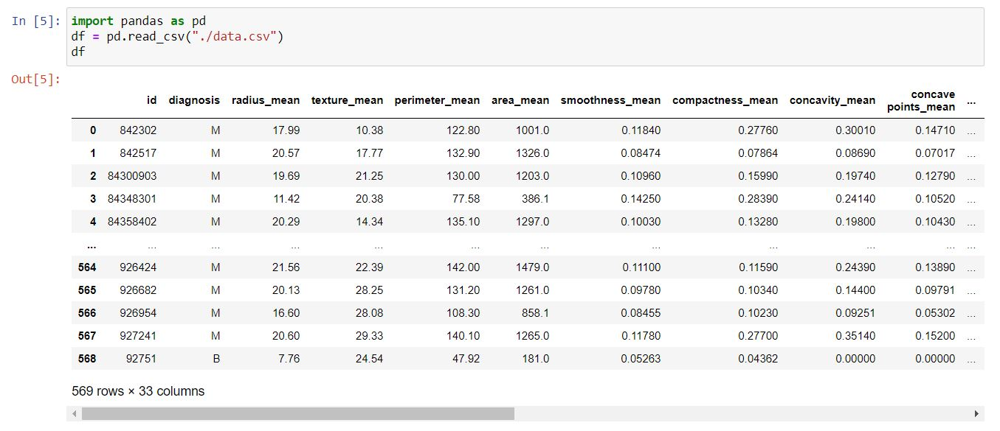 In [5]: import pandas as pd
df = pd.read_csv("./data.csv")
df
Out[5]:
id diagnosis radius_mean texture_mean perimeter_mean area_mean smoothness_mean compactness_mean concavity_mean concave points_mean ...
0 842302 M 17.99 10.38 122.80 1001.0 0.11840 0.27760 0.30010 0.14710 ...
1 842517 M 20.57 17.77 132.90 1326.0 0.08474 0.07864 0.08690 0.07017 ...
2 84300903 M 19.69 21.25 130.00 1203.0 0.10960 0.15990 0.19740 0.12790 ...
3 84348301 M 11.42 20.38 77.58 386.1 0.14250 0.28390 0.24140 0.10520 ...
4 84358402 M 20.29 14.34 135.10 1297.0 0.10030 0.13280 0.19800 0.10430 ...
... ... ... ... ... ... ... ... ... ... ... ...
564 926424 M 21.56 22.39 142.00 1479.0 0.11100 0.11590 0.24390 0.13890 ...
565 926682 M 20.13 28.25 131.20 1261.0 0.09780 0.10340 0.14400 0.09791 ...
566 926954 M 16.60 28.08 108.30 858.1 0.08455 0.10230 0.09251 0.05302 ...
567 927241 M 20.60 29.33 140.10 1265.0 0.11780 0.27700 0.35140 0.15200 ...
568 92751 B 7.76 24.54 47.92 181.0 0.05263 0.04362 0.00000 0.00000 ...
569 rows × 33 columns